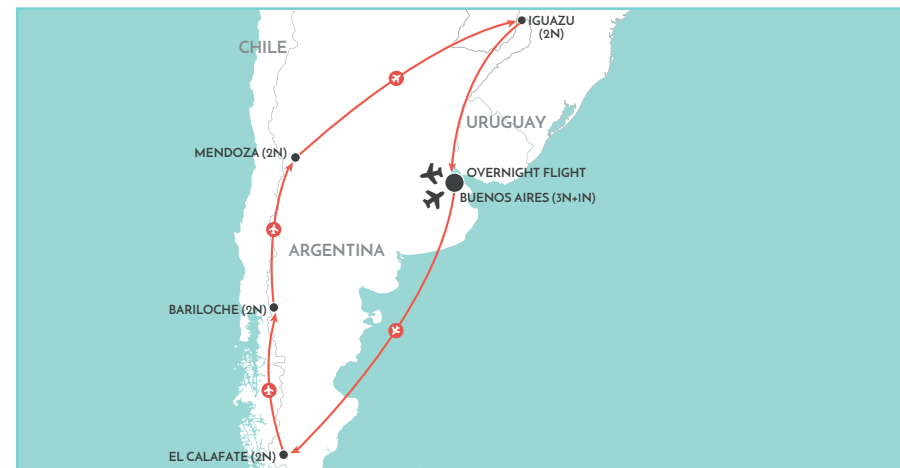 IGUAZU
(2N)
CHILE
URUGUAY
MENDOZA (2N)
OVERNIGHT FLIGHT
BUENOS AIRES (3N+1N)
ARGENTINA
BARILOCHE (2N)
EL CALAFATE (2N)